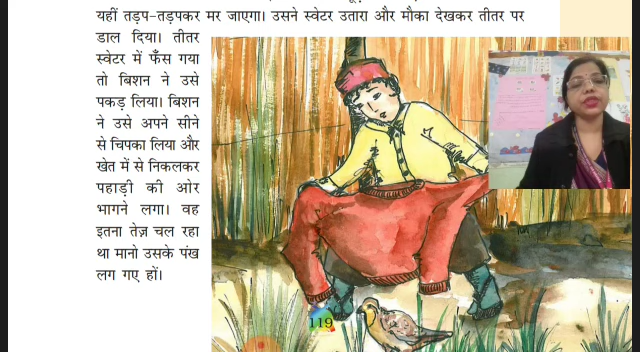 यहीं तड़प-तड़पकर मर जाएगा। उसने स्वेटर उतारा और मौका देखकर तीतर पर
डाल दिया। तीतर
स्वेटर में फँस गया
तो बिशन ने उसे
पकड़ लिया। बिशन
ने उसे अपने सीने
से चिपका लिया और
खेत में से निकलकर
पहाड़ी की ओर
भागने लगा। वह
इतना तेज़ चल रहा
था मानो उसके पंख
लग गए हों।
119